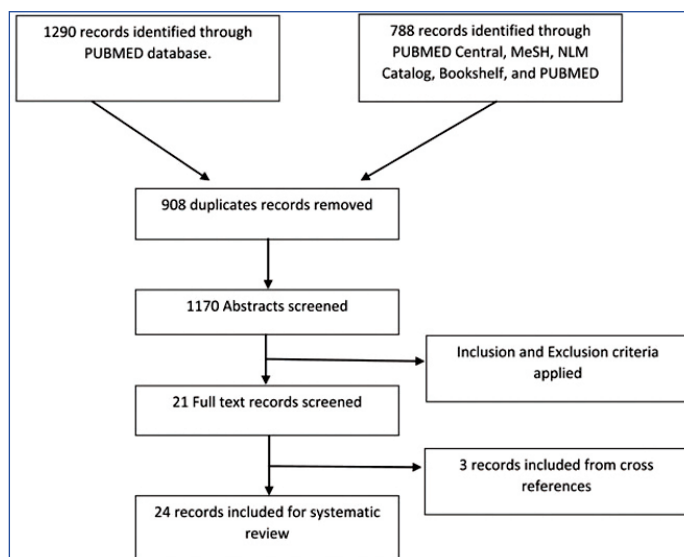 1290 records identified through
PUBMED database.
788 records identified through
PUBMED Central, MeSH, NLM
Catalog, Bookshelf, and PUBMED
908 duplicates records removed
1170 Abstracts screened
Inclusion and Exclusion criteria
applied
21 Full text records screened
3 records included from cross
references
24 records included for systematic
review